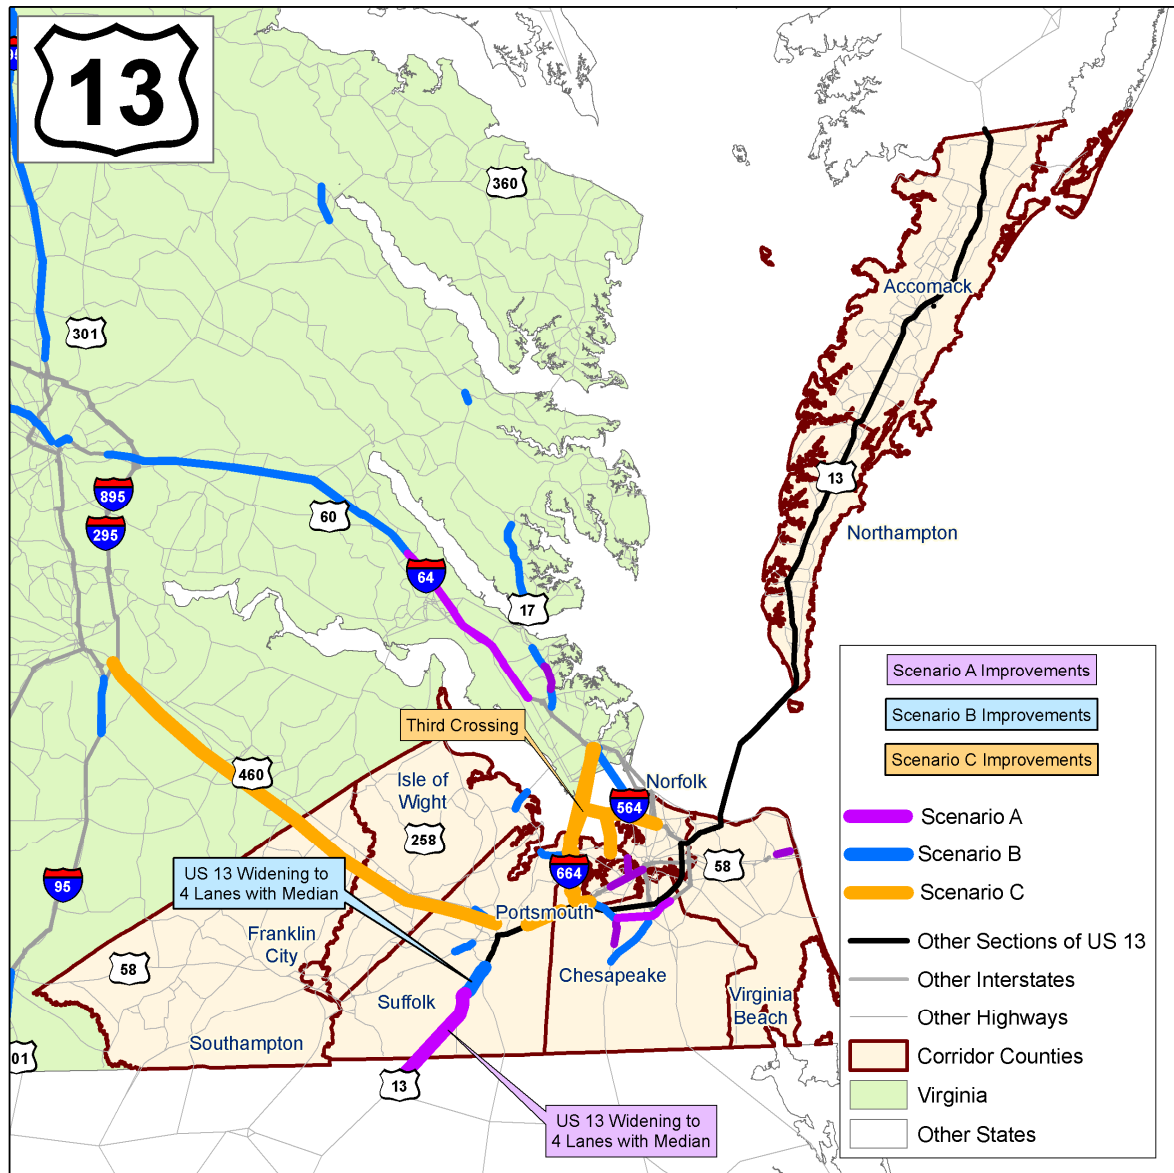 13
95
360
301
Accomack
13
895
60
295
Northampton
64
17
Scenario A Improvements
Scenario B Improvements
Scenario C Improvements
Third Crossing
460
Isle of
Wight
Norfolk
564
258
Scenario A
Scenario B
Scenario C
US 13 Widening to
4 Lanes with Median
664
58
95
Portsmouth
Franklin
City
Other Sections of US 13
58
Chesapeake
Other Interstates
Suffolk
Virginia
Beach
Other Highways
Southampton
01
Corridor Counties
13
Virginia
US 13 Widening to
4 Lanes with Median
Other States